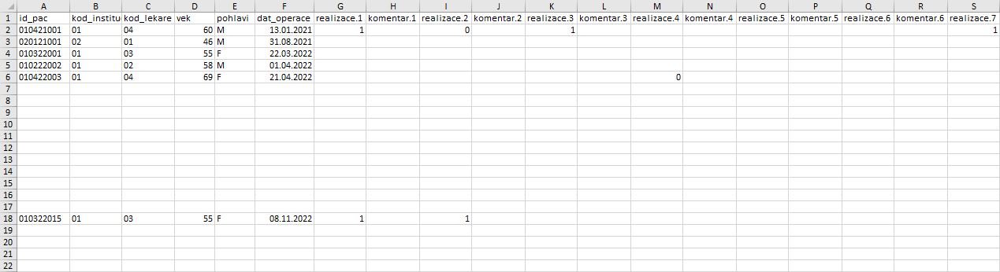 A B C D E F G H I J K L M N O P Q R S
1 id_pac kod_institu kod_lekare vek pohlavi dat_operace realizace.1 komentar.1 realizace.2 komentar.2 realizace.3 komentar.3 realizace.4 komentar.4 realizace.5 komentar.5 realizace.6 komentar.6 realizace.7
2 010421001 01 04 60 M 13.01.2021 1 0 1 1
3 020121001 02 01 46 M 31.08.2021
4 010322001 01 03 55 F 22.03.2022
5 010222002 01 02 58 M 01.04.2022
6 010422003 01 04 69 F 21.04.2022 0
7
8
9
10
11
12
13
14
15
16
17
18 010322015 01 03 55 F 08.11.2022 1 1
19
20
21
22